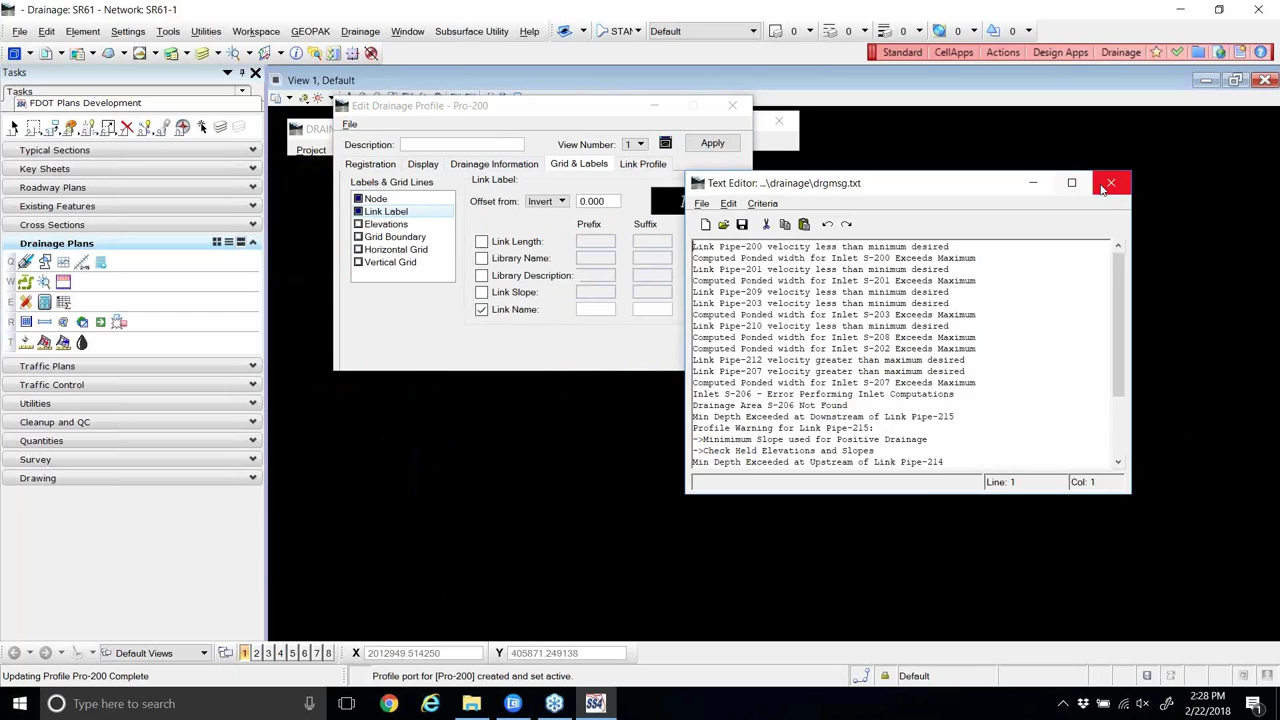 - Drainage: SR61 - Network: SR61-1
File Edit Element Settings Tools Utilities Workspace GEOPAK Drainage Window Subsurface Utility Help
Default
0 0 0 0
Standard CellApps Actions Design Apps Drainage
Tasks
View 1, Default
Tasks
FDOT Plans Development
Typical Sections
Key Sheets
Roadway Plans
Existing Features
Cross Sections
Drainage Plans
Q
W
E
R
T
Traffic Plans
Traffic Control
Utilities
Cleanup and QC
Quantities
Survey
Drawing
Project
Edit Drainage Profile - Pro-200
File
Description:
View Number: 1
Apply
Registration Display Drainage Information Grid & Labels Link Profile
Labels & Grid Lines
Node
Link Label
Elevations
Grid Boundary
Horizontal Grid
Vertical Grid
Link Label:
Offset from: Invert 0.000
Prefix Suffix
Link Length:
Library Name:
Library Description:
Link Slope:
Link Name:
Text Editor: ...\drainage\drgmsg.txt
File Edit Criteria
Link Pipe-200 velocity less than minimum desired
Computed Ponded width for Inlet S-200 Exceeds Maximum
Link Pipe-201 velocity less than minimum desired
Computed Ponded width for Inlet S-201 Exceeds Maximum
Link Pipe-209 velocity less than minimum desired
Link Pipe-203 velocity less than minimum desired
Computed Ponded width for Inlet S-203 Exceeds Maximum
Link Pipe-210 velocity less than minimum desired
Computed Ponded width for Inlet S-208 Exceeds Maximum
Computed Ponded width for Inlet S-202 Exceeds Maximum
Link Pipe-212 velocity greater than maximum desired
Link Pipe-207 velocity greater than maximum desired
Computed Ponded width for Inlet S-207 Exceeds Maximum
Inlet S-206 - Error Performing Inlet Computations
Drainage Area S-206 Not Found
Min Depth Exceeded at Downstream of Link Pipe-215
Profile Warning for Link Pipe-215:
->Minimimum Slope used for Positive Drainage
->Check Held Elevations and Slopes
Min Depth Exceeded at Upstream of Link Pipe-214
Line: 1 Col: 1
Default Views
1 2 3 4 5 6 7 8
X 2012949.514250 Y 405871.249138
Updating Profile Pro-200 Complete
Profile port for [Pro-200] created and set active.
Default
Type here to search
SS4
2:28 PM
2/22/2018